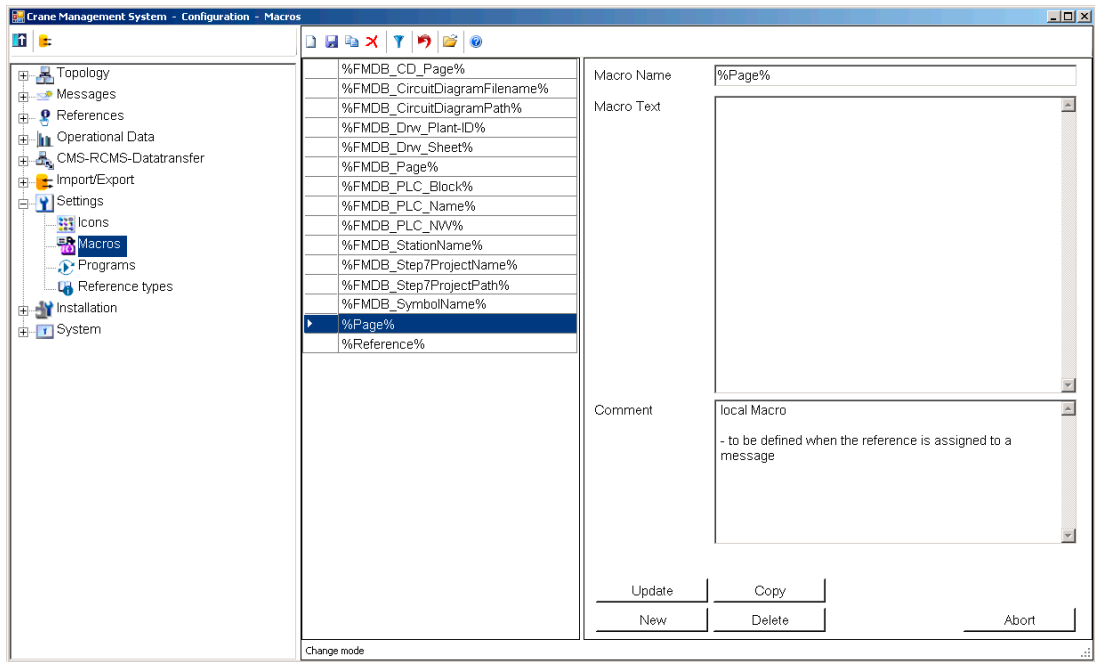 Crane Management System - Configuration - Macros
Topology
Messages
References
Operational Data
CMS-RCMS-Datatransfer
Import/Export
Settings
Icons
Macros
Programs
Reference types
Installation
System
%FMDB_CD_Page%
%FMDB_CircuitDiagramFilename%
%FMDB_CircuitDiagramPath%
%FMDB_Drw_Plant-ID%
%FMDB_Drw_Sheet%
%FMDB_Page%
%FMDB_PLC_Block%
%FMDB_PLC_Name%
%FMDB_PLC_NW%
%FMDB_StationName%
%FMDB_Step7ProjectName%
%FMDB_Step7ProjectPath%
%FMDB_SymbolName%
%Page%
%Reference%
Macro Name %Page%
Macro Text
Comment local Macro
- to be defined when the reference is assigned to a
message
Update Copy
New Delete Abort
Change mode